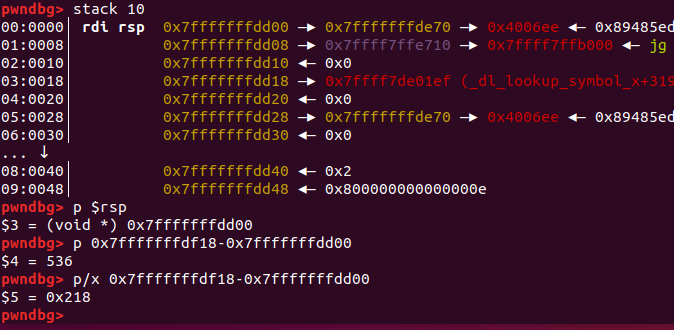 pwndbg> stack 10
00:0000│ rdi rsp 0x7fffffffdd00 —▸ 0x7fffffffde70 —▸ 0x4006ee ◂— 0x89485ed
01:0008│ 0x7fffffffdd08 —▸ 0x7ffff7ffe710 —▸ 0x7ffff7ffb000 ◂— jg
02:0010│ 0x7fffffffdd10 ◂— 0x0
03:0018│ 0x7fffffffdd18 —▸ 0x7ffff7de01ef (_dl_lookup_symbol_x+319
04:0020│ 0x7fffffffdd20 ◂— 0x0
05:0028│ 0x7fffffffdd28 —▸ 0x7fffffffde70 —▸ 0x4006ee ◂— 0x89485ed
06:0030│ 0x7fffffffdd30 ◂— 0x0
... ↓
08:0040│ 0x7fffffffdd40 ◂— 0x2
09:0048│ 0x7fffffffdd48 ◂— 0x800000000000000e
pwndbg> p $rsp
$3 = (void *) 0x7fffffffdd00
pwndbg> p 0x7fffffffdf18-0x7fffffffdd00
$4 = 536
pwndbg> p/x 0x7fffffffdf18-0x7fffffffdd00
$5 = 0x218
pwndbg>